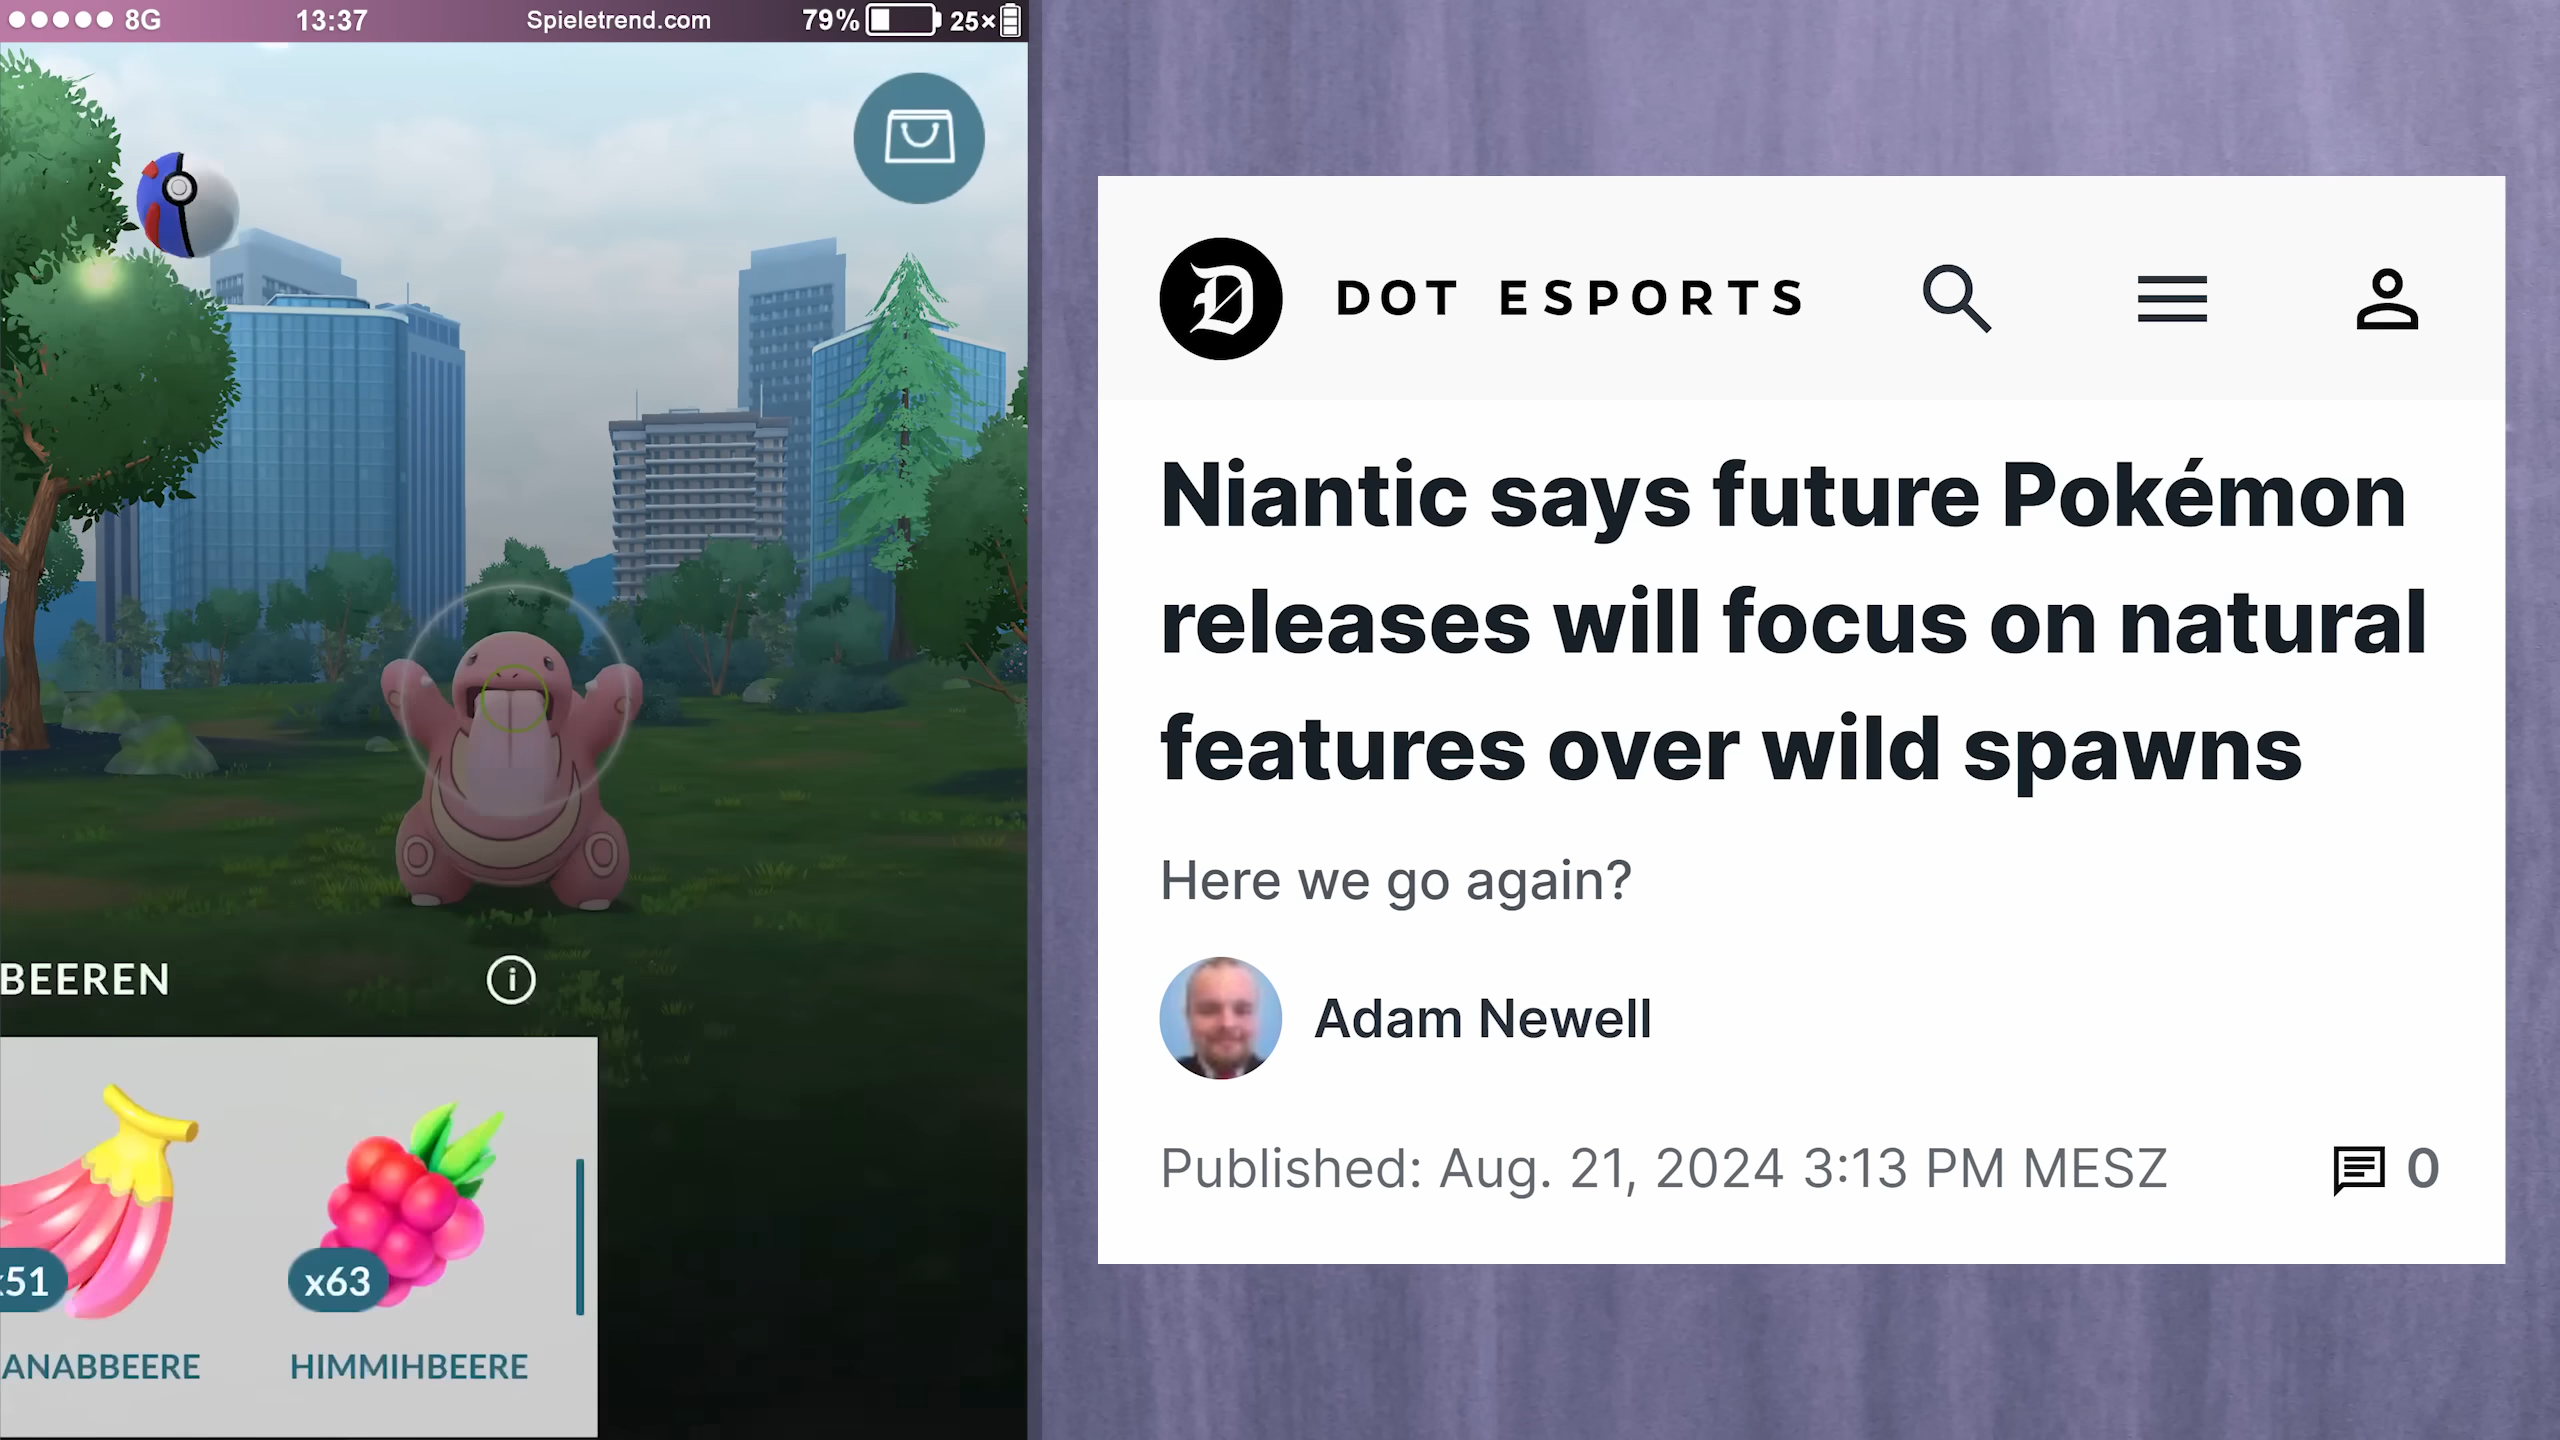 8G 13:37 Spieletrend.com 79% 25×
BEEREN
x51
x63
ANABBEERE
HIMMIHBEERE
DOT ESPORTS
Niantic says future Pokémon
releases will focus on natural
features over wild spawns
Here we go again?
Adam Newell
Published: Aug. 21, 2024 3:13 PM MESZ
0